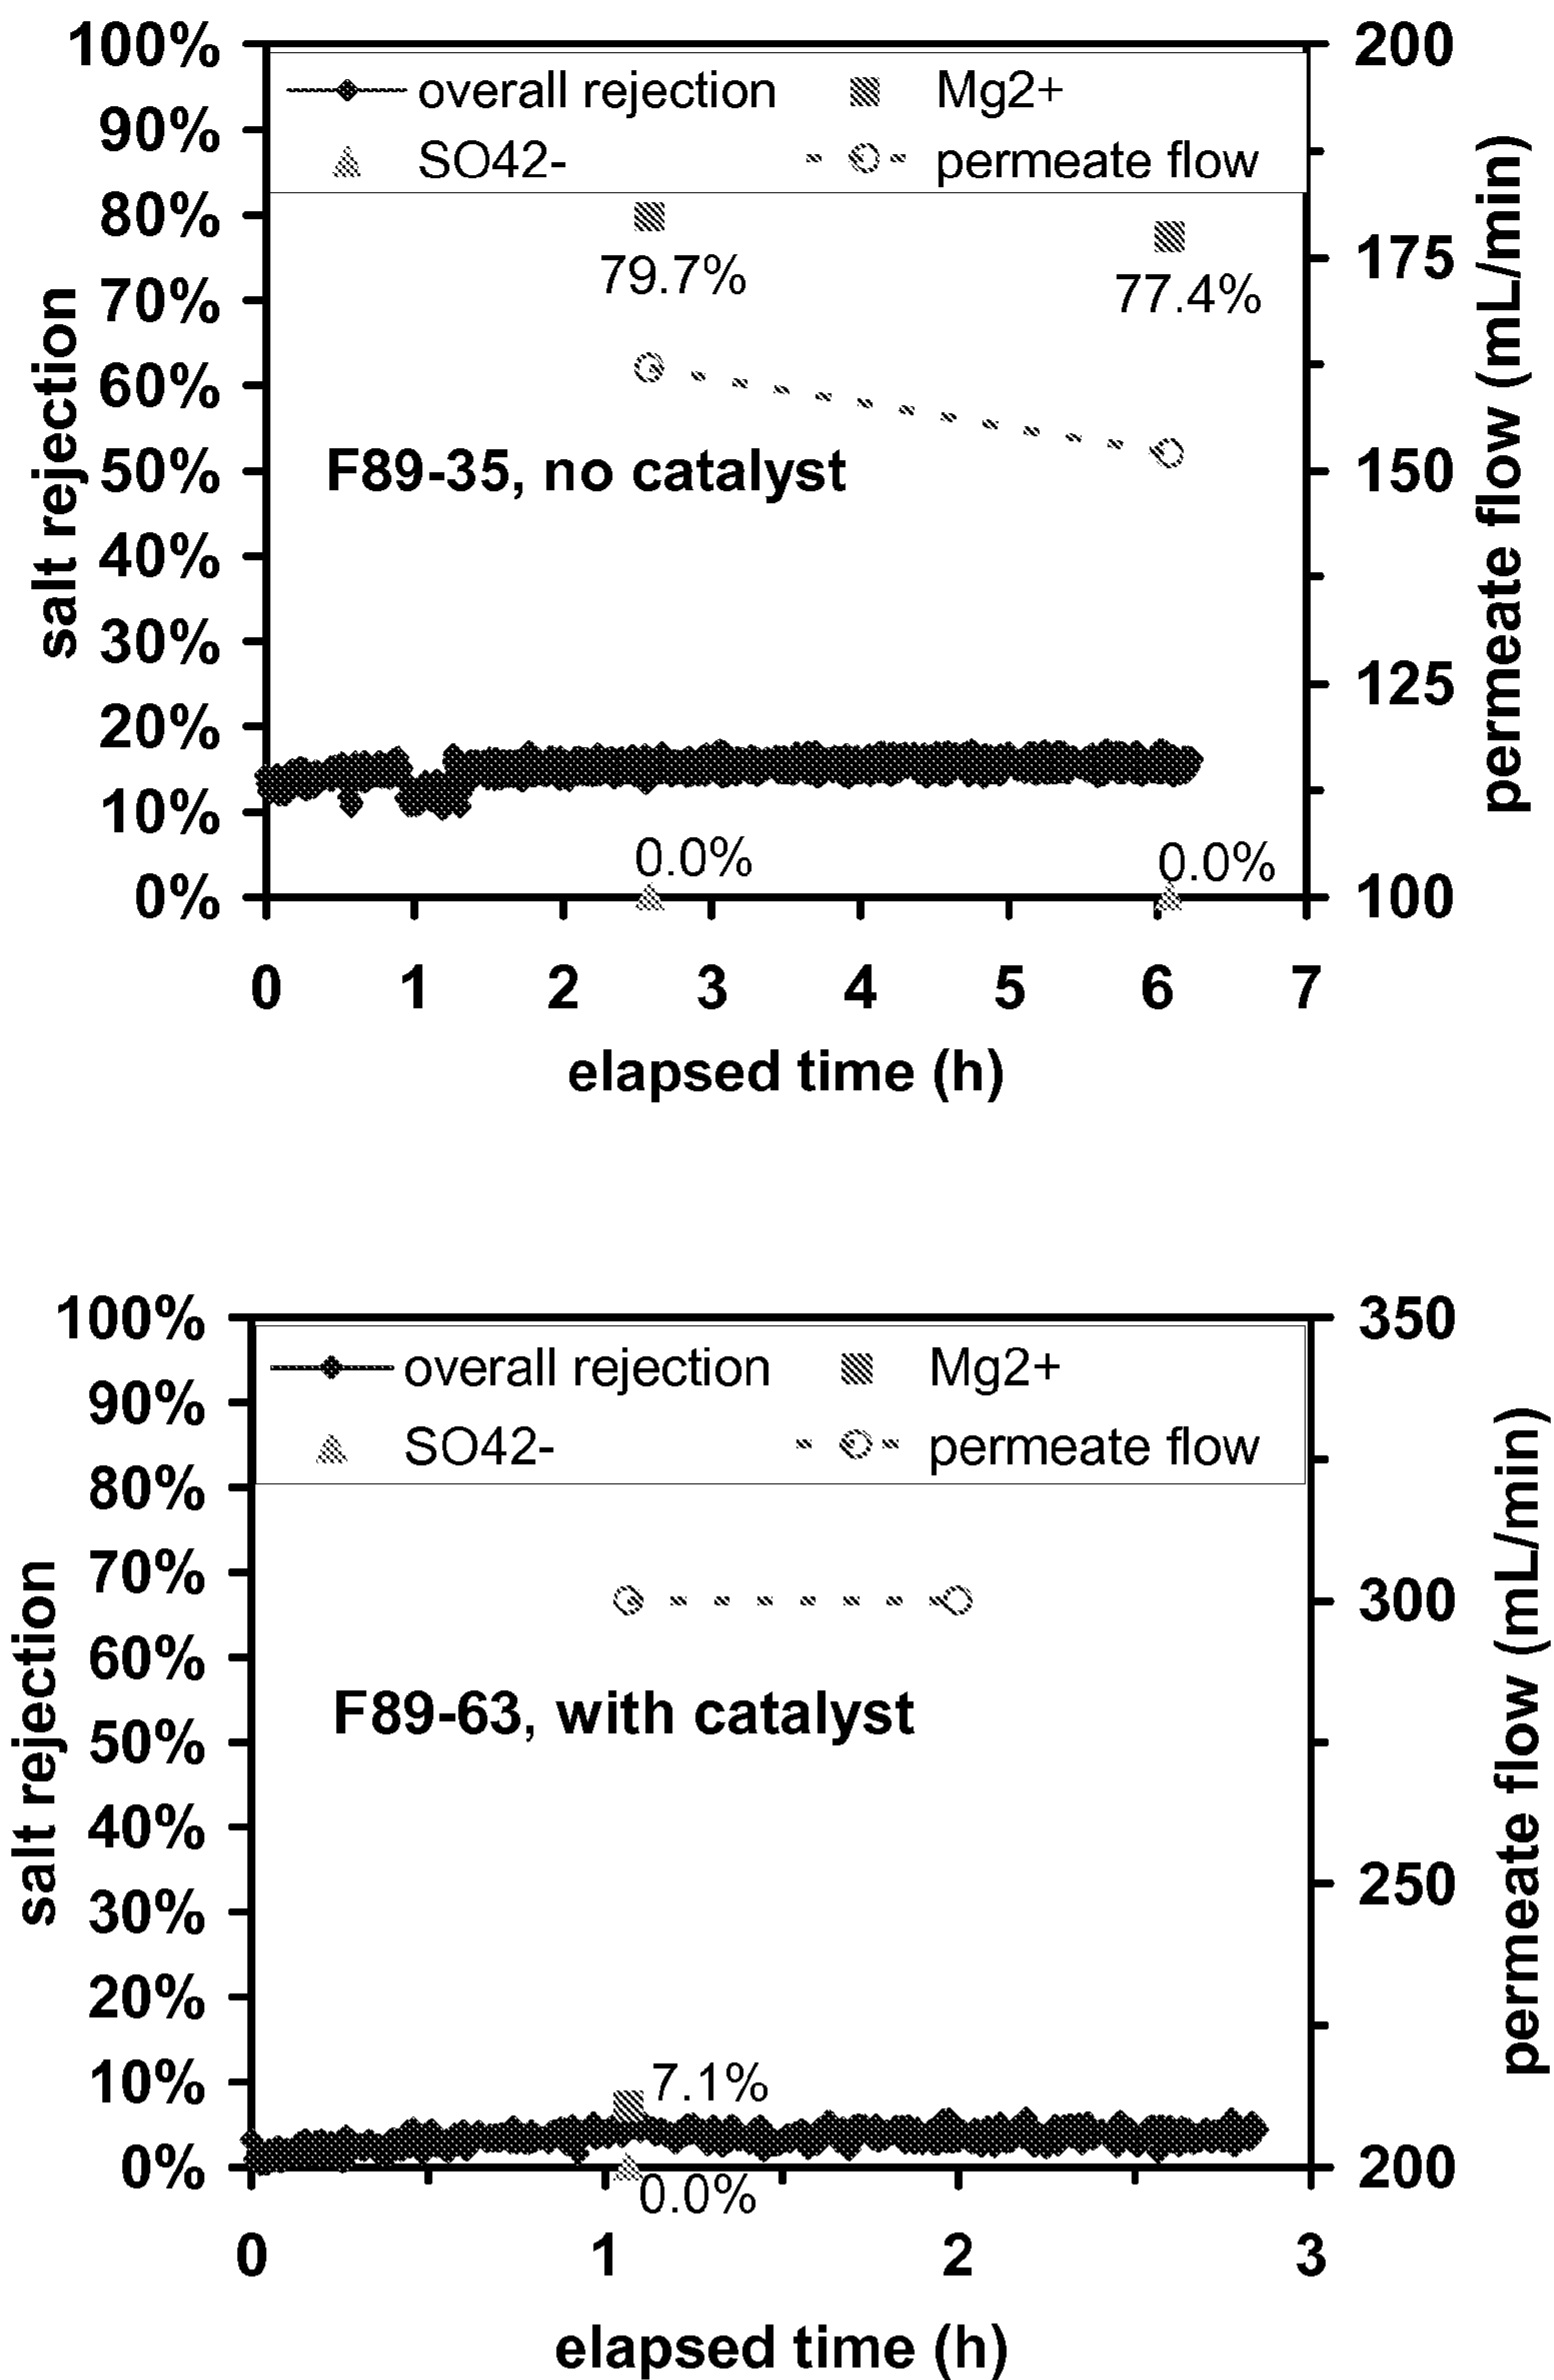 100%
200
overall rejection
Mg2+
90%
SO42-
permeate flow
80%
79.7%
77.4%
175
70%
60%
F89-35, no catalyst
50%
150
40%
30%
125
20%
10%
0.0%
0.0%
0%
100
salt rejection
permeate flow (mL/min)
0 1 2 3 4 5 6 7
elapsed time (h)
100%
350
overall rejection
Mg2+
90%
SO42-
permeate flow
80%
70%
300
60%
F89-63, with catalyst
50%
40%
250
30%
20%
10%
7.1%
0%
200
0.0%
salt rejection
permeate flow (mL/min)
0 1 2 3
elapsed time (h)